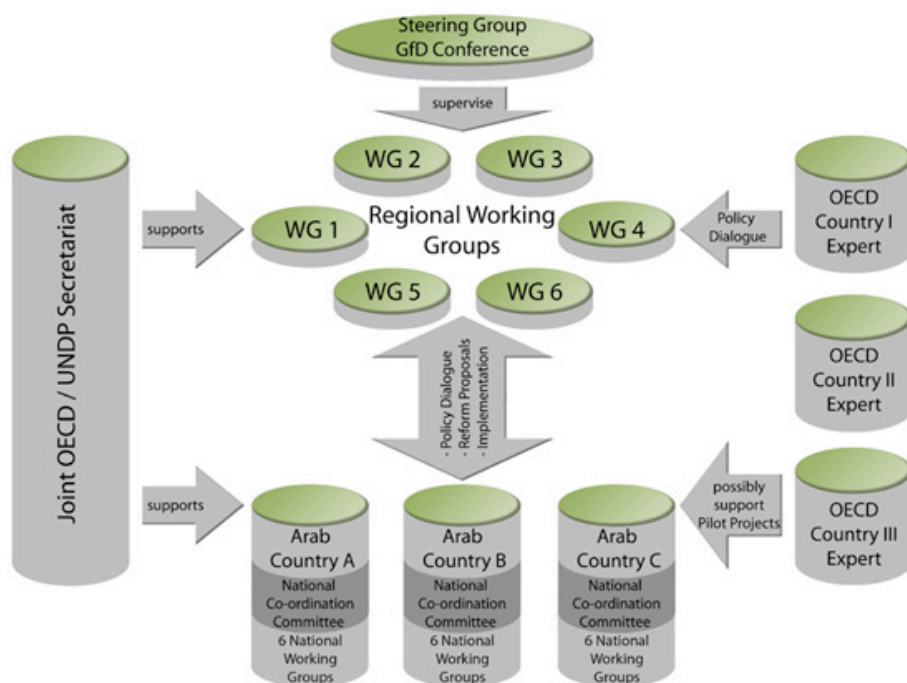 Steering Group
GfD Conference
supervise
WG 2
WG 3
WG 1
Regional Working
Groups
WG 4
WG 5
WG 6
Joint OECD / UNDP Secretariat
supports
supports
Policy
Dialogue
OECD
Country I
Expert
OECD
Country II
Expert
OECD
Country III
Expert
- Policy Dialogue
- Reform Proposals
- Implementation
possibly
support
Pilot Projects
Arab
Country A
National
Co-ordination
Committee
6 National
Working
Groups
Arab
Country B
National
Co-ordination
Committee
6 National
Working
Groups
Arab
Country C
National
Co-ordination
Committee
6 National
Working
Groups